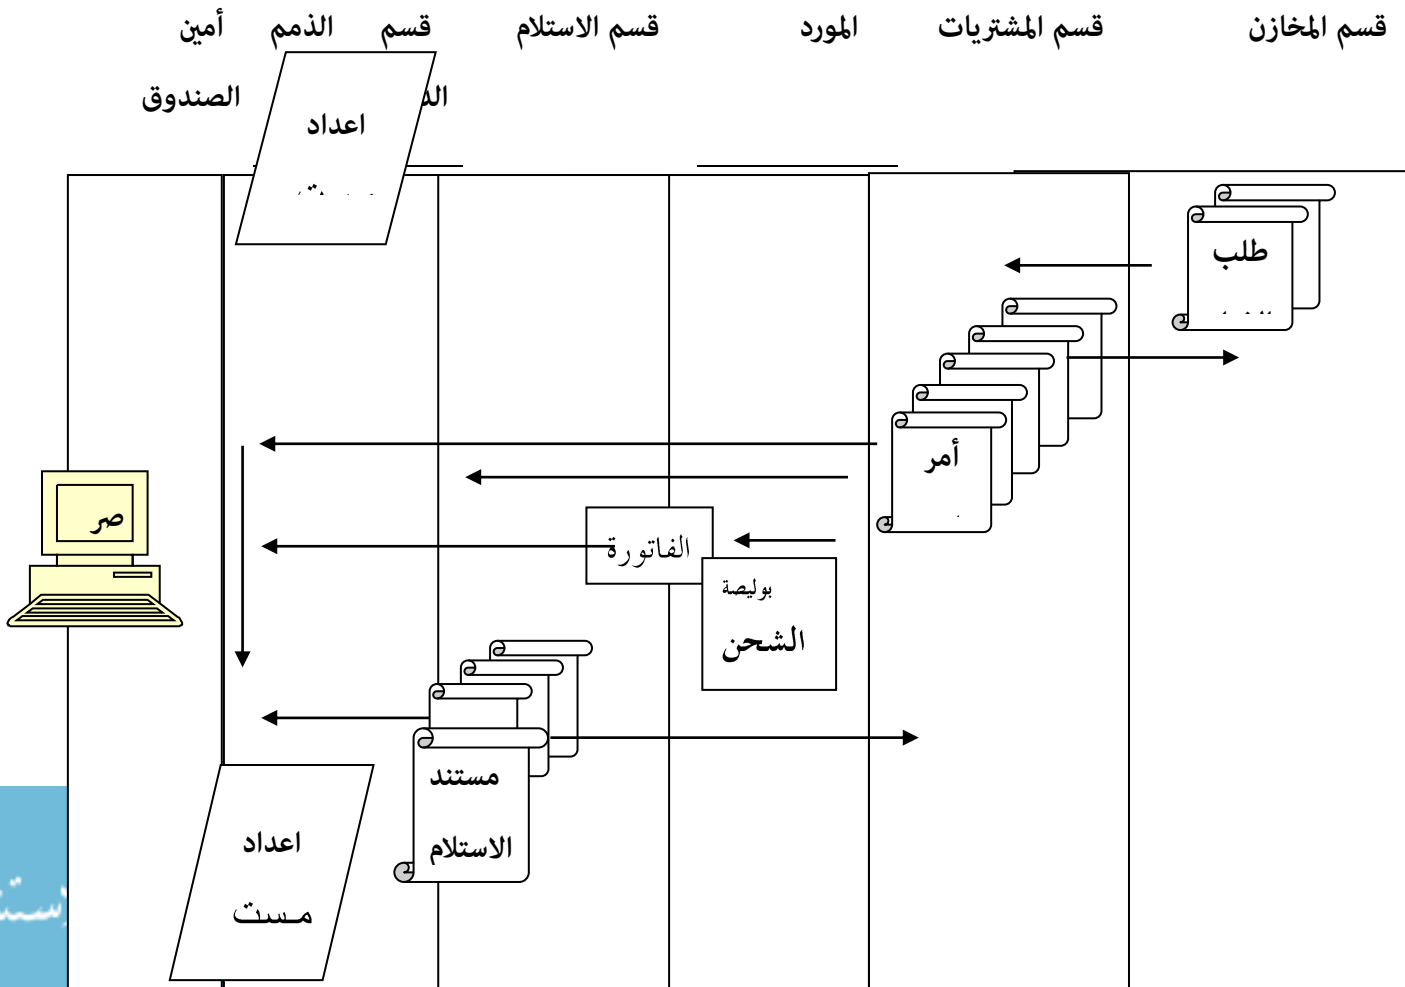 قسم المخازن قسم المشتريات المورد قسم الاستلام قسم الذمم أمين
الصندوق
اعداد
طلب
أمر
صر
الفاتورة
بوليصة
الشحن
مستند
الاستلام
اعداد
مست